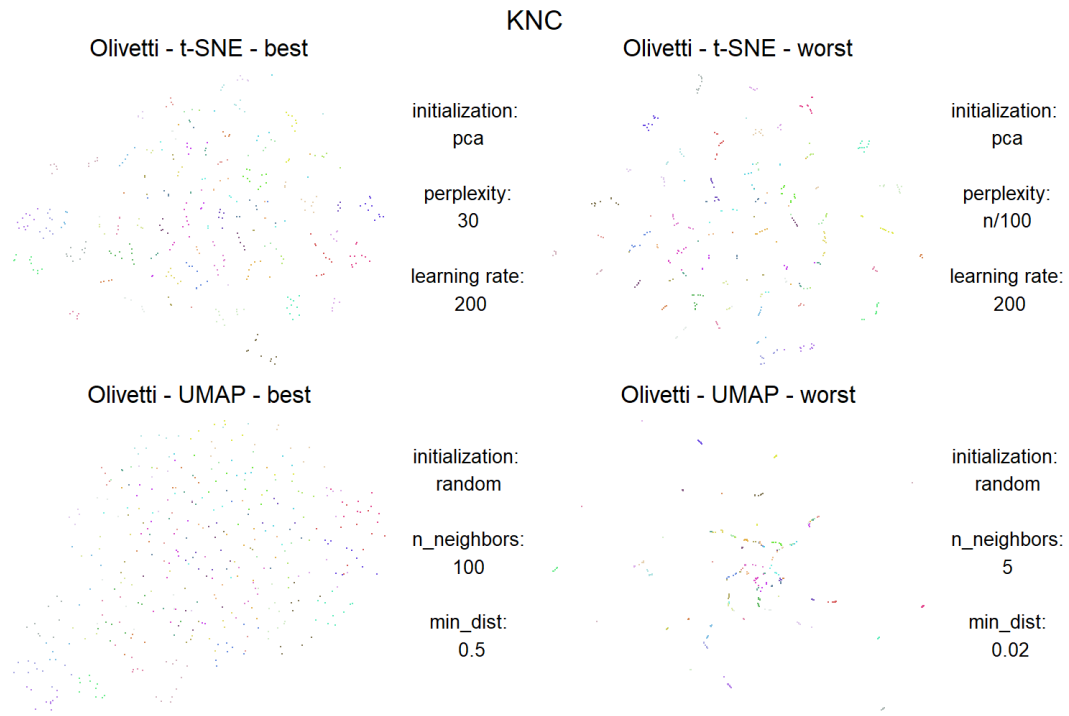 KNC
Olivetti - t-SNE - best
initialization:
pca
perplexity:
30
learning rate:
200
Olivetti - t-SNE - worst
initialization:
pca
perplexity:
n/100
learning rate:
200
Olivetti - UMAP - best
initialization:
random
n_neighbors:
100
min_dist:
0.5
Olivetti - UMAP - worst
initialization:
random
n_neighbors:
5
min_dist:
0.02